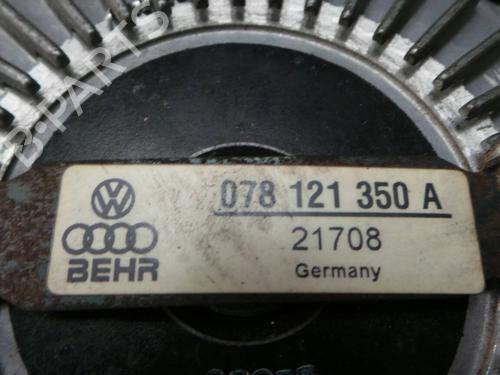 B-PARTS
078 121 350 A
21708
BEHR
Germany